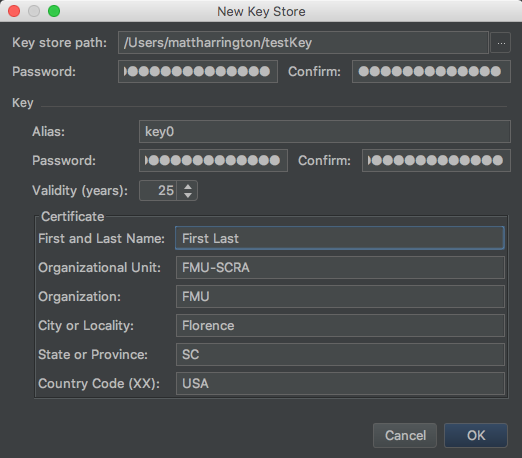 New Key Store
Key store path: /Users/mattharrington/testKey ...
Password: Confirm:
Key
Alias: key0
Password: Confirm:
Validity (years): 25
Certificate
First and Last Name: First Last
Organizational Unit: FMU-SCRA
Organization: FMU
City or Locality: Florence
State or Province: SC
Country Code (XX): USA
Cancel OK